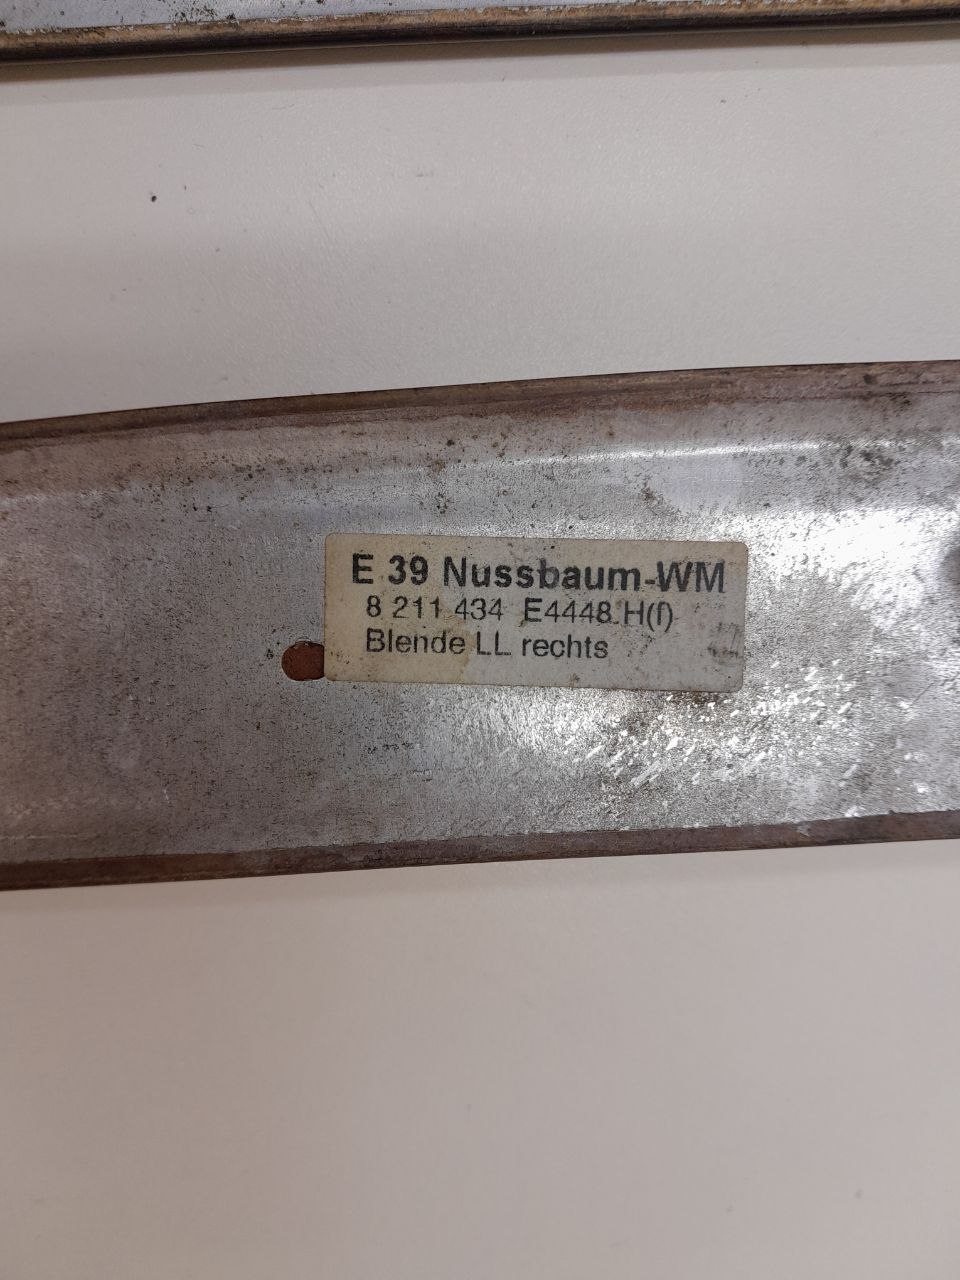 E 39 Nussbaum-WM
8 211 434 E4448 H(f)
Blende LL rechts